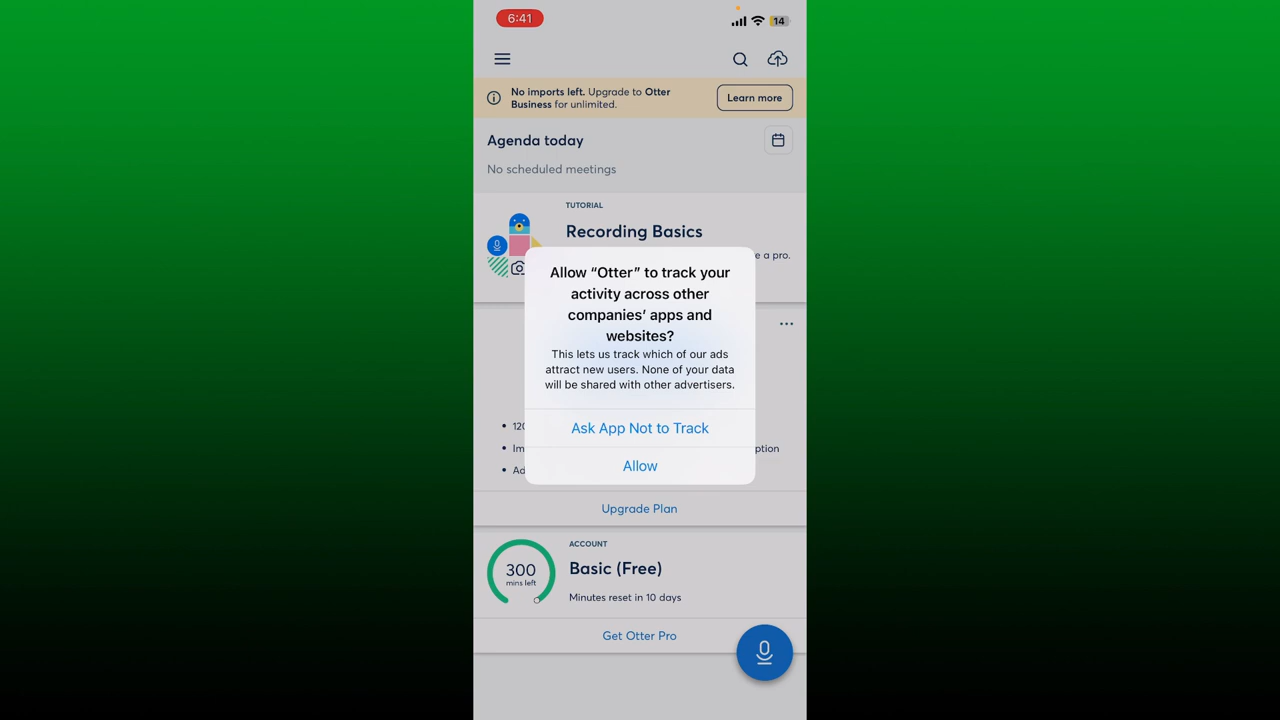 6:41
14
No imports left. Upgrade to Otter
Business for unlimited.
Learn more
Agenda today
No scheduled meetings
TUTORIAL
Recording Basics
e a pro.
Allow “Otter” to track your
activity across other
companies’ apps and
websites?
This lets us track which of our ads
attract new users. None of your data
will be shared with other advertisers.
Ask App Not to Track
Allow
• 120
• Im ption
• Ad
Upgrade Plan
ACCOUNT
300
mins left
Basic (Free)
Minutes reset in 10 days
Get Otter Pro